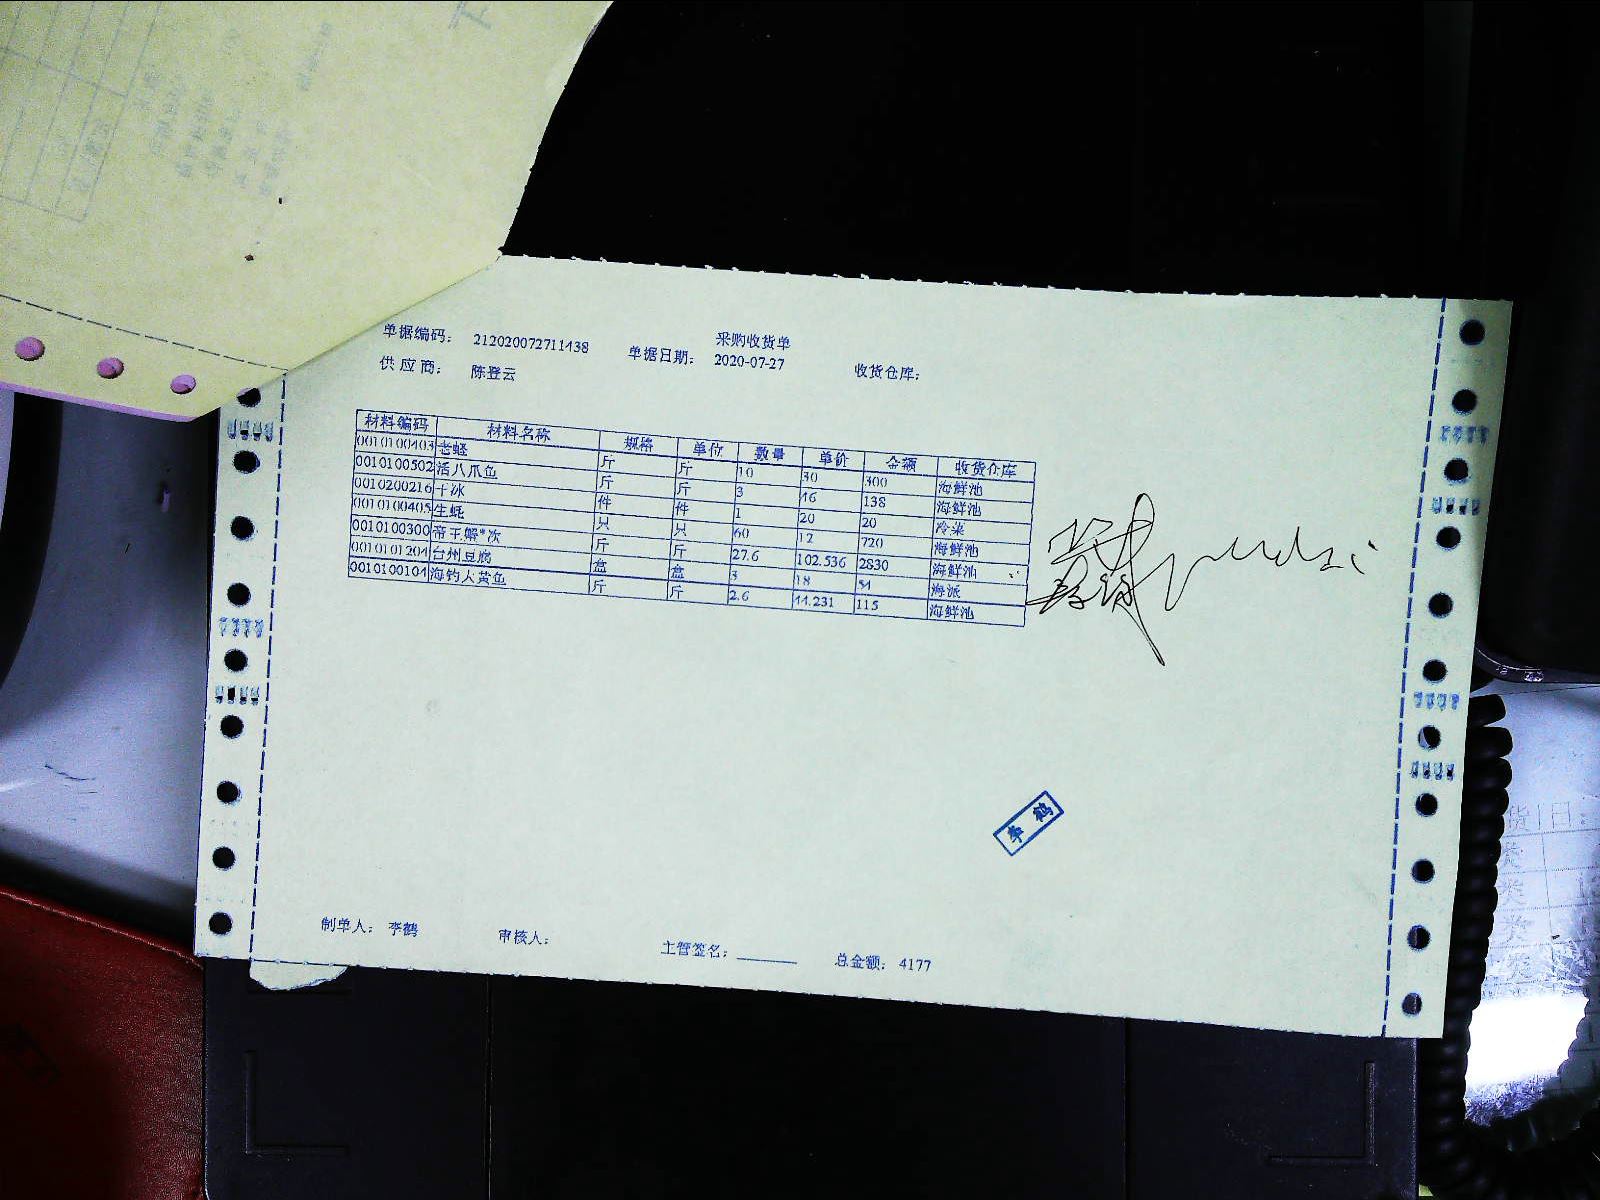 采购收货单
单据编码： 212020072711438 单据日期： 2020-07-27
供应商： 陈登云 收货仓库：
材料编码 材料名称 规格 单位 数量 单价 金额 收货仓库
0010100403 老蛏 斤 斤 10 30 300 海鲜池
0010100502 活八爪鱼 斤 斤 3 46 138 海鲜池
0010200216 干冰 件 件 1 20 20 冷菜
0010100405 生蚝 只 只 60 12 720 海鲜池
0010100300 帝王蟹*次 斤 斤 27.6 102.536 2830 海鲜池
0010101204 台州豆腐 盒 盒 3 18 54 海派
0010100104 海钓大黄鱼 斤 斤 2.6 44.231 115 海鲜池
李鹤
制单人： 李鹤 审核人： 主管签名： 总金额： 4177